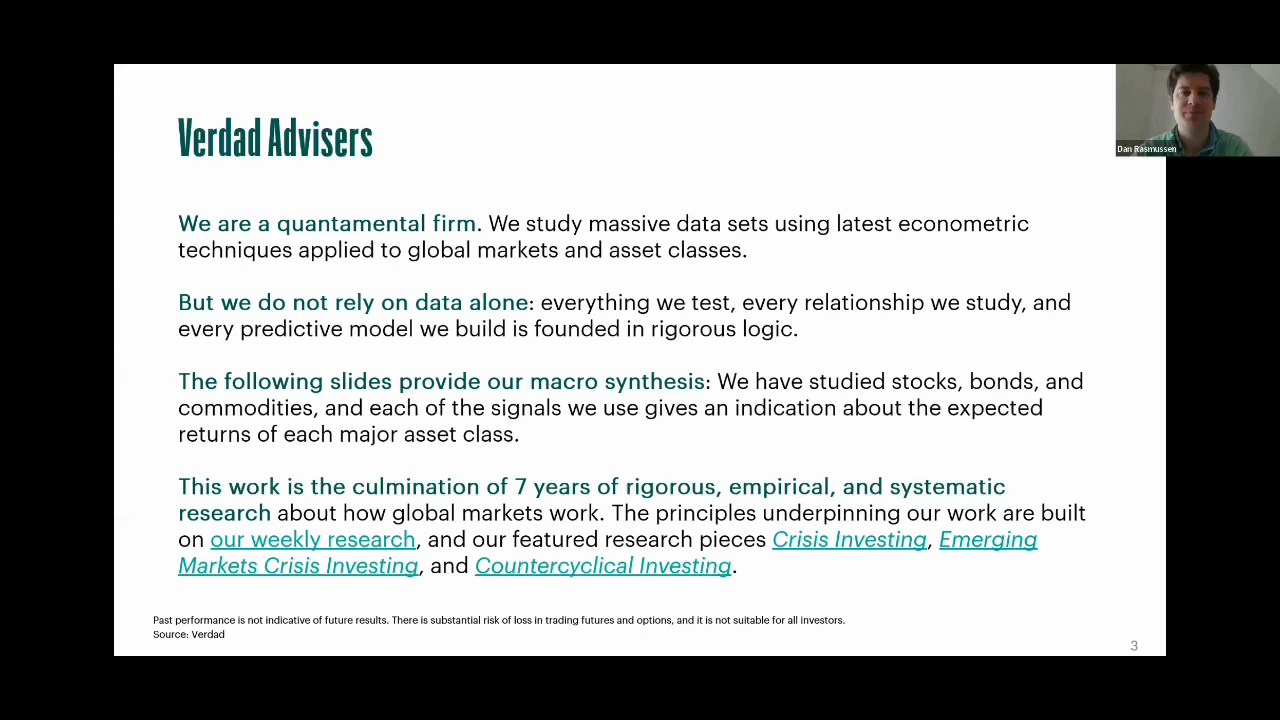 Verdad Advisers
Dan Rasmussen
We are a quantamental firm. We study massive data sets using latest econometric
techniques applied to global markets and asset classes.
But we do not rely on data alone: everything we test, every relationship we study, and
every predictive model we build is founded in rigorous logic.
The following slides provide our macro synthesis: We have studied stocks, bonds, and
commodities, and each of the signals we use gives an indication about the expected
returns of each major asset class.
This work is the culmination of 7 years of rigorous, empirical, and systematic
research about how global markets work. The principles underpinning our work are built
on our weekly research, and our featured research pieces Crisis Investing, Emerging
Markets Crisis Investing, and Countercyclical Investing.
Past performance is not indicative of future results. There is substantial risk of loss in trading futures and options, and it is not suitable for all investors.
Source: Verdad
3